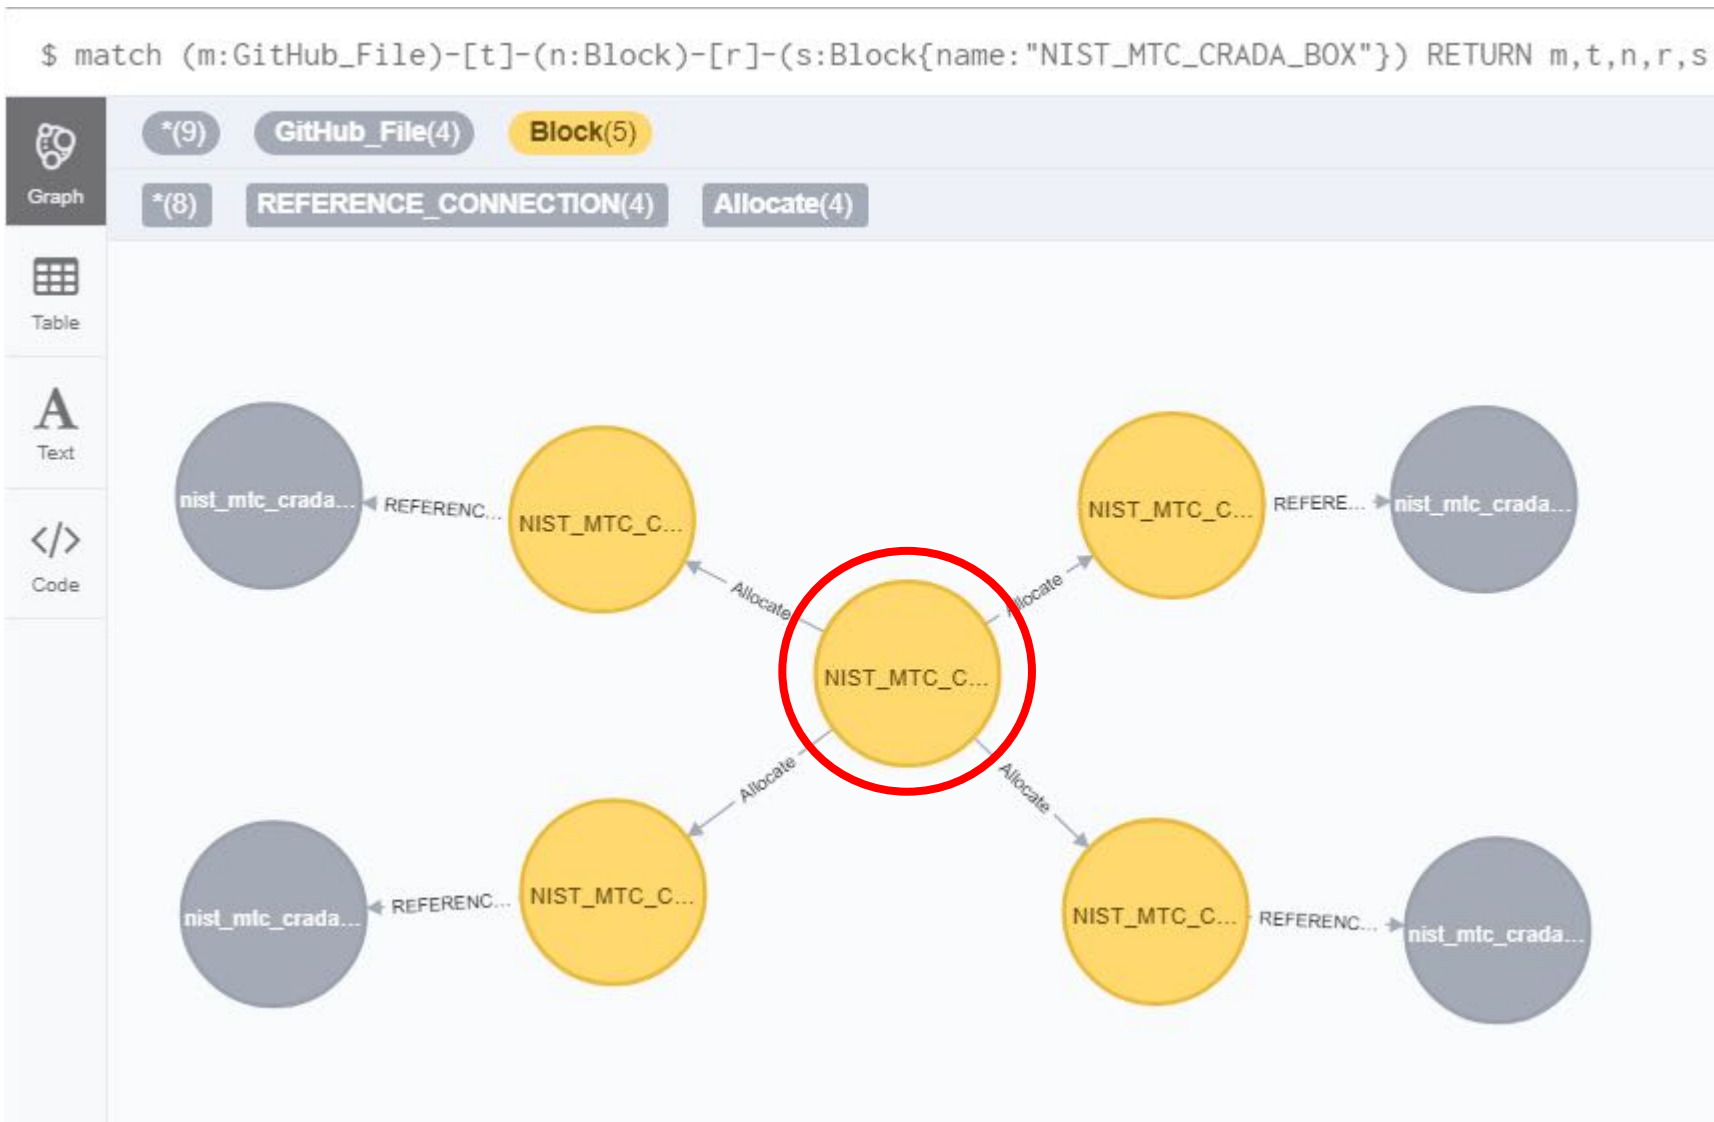 $ match (m:GitHub_File)-[t]-(n:Block)-[r]-(s:Block{name:"NIST_MTC_CRADA_BOX"}) RETURN m,t,n,r,s
*(9) GitHub_File(4) Block(5)
*(8) REFERENCE_CONNECTION(4) Allocate(4)
Graph
Table
A
Text
</>
Code
nist_mtc_crada...
REFERENC...
NIST_MTC_C...
NIST_MTC_C...
REFERE...
nist_mtc_crada...
Allocate
Allocate
NIST_MTC_C...
Allocate
Allocate
nist_mtc_crada...
REFERENC...
NIST_MTC_C...
NIST_MTC_C...
REFERENC...
nist_mtc_crada...